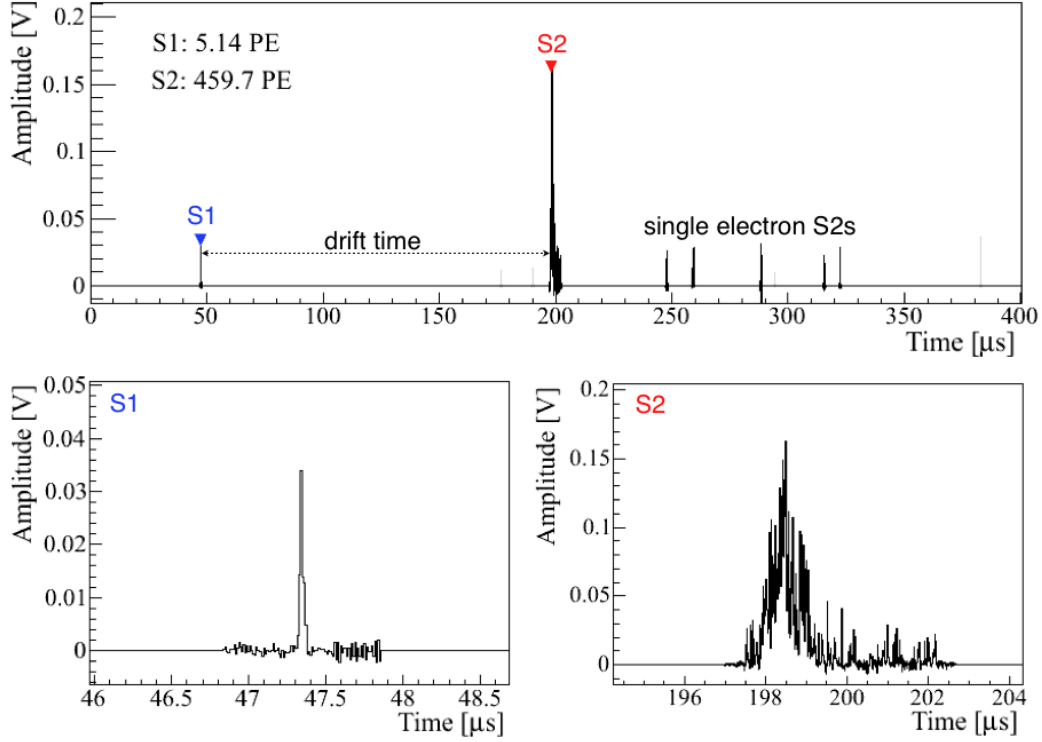 Amplitude [V]
0.2
0.15
0.1
0.05
0
S1: 5.14 PE
S2: 459.7 PE
S2
S1
drift time
single electron S2s
0 50 100 150 200 250 300 350 400
Time [μs]
Amplitude [V]
0.05
0.04
0.03
0.02
0.01
0
S1
46 46.5 47 47.5 48 48.5
Time [μs]
Amplitude [V]
0.2
0.15
0.1
0.05
0
S2
196 198 200 202 204
Time [μs]